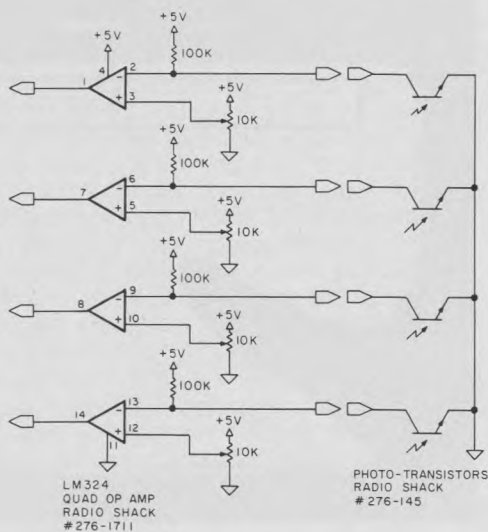 +5V
+5V
100K
4
2
1
-
+
3
+5V
10K
+5V
100K
6
7
-
+
5
+5V
10K
+5V
100K
9
8
-
+
10
+5V
10K
+5V
100K
13
14
-
+
12
11
+5V
10K
LM324
QUAD OP AMP
RADIO SHACK
#276-1711
PHOTO-TRANSISTORS
RADIO SHACK
#276-145